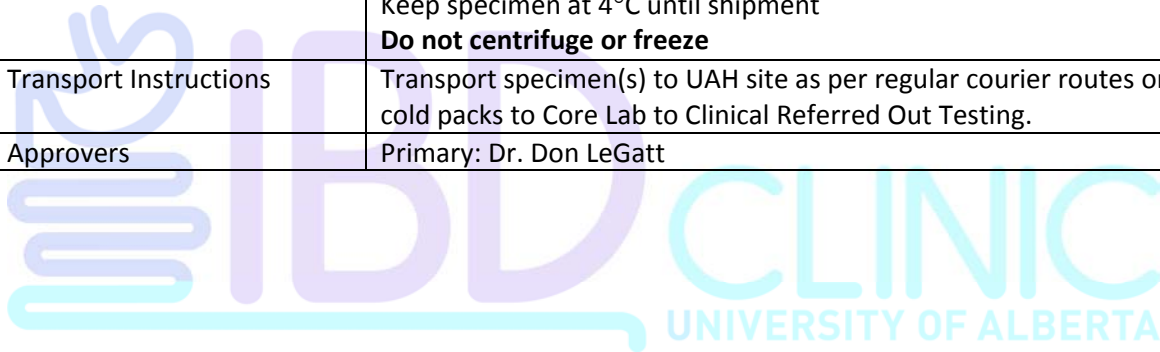 Keep specimen at 4°C until shipment
Do not centrifuge or freeze
Transport Instructions
Transport specimen(s) to UAH site as per regular courier routes on
cold packs to Core Lab to Clinical Referred Out Testing.
Approvers
Primary: Dr. Don LeGatt
IBD CLINIC
UNIVERSITY OF ALBERTA